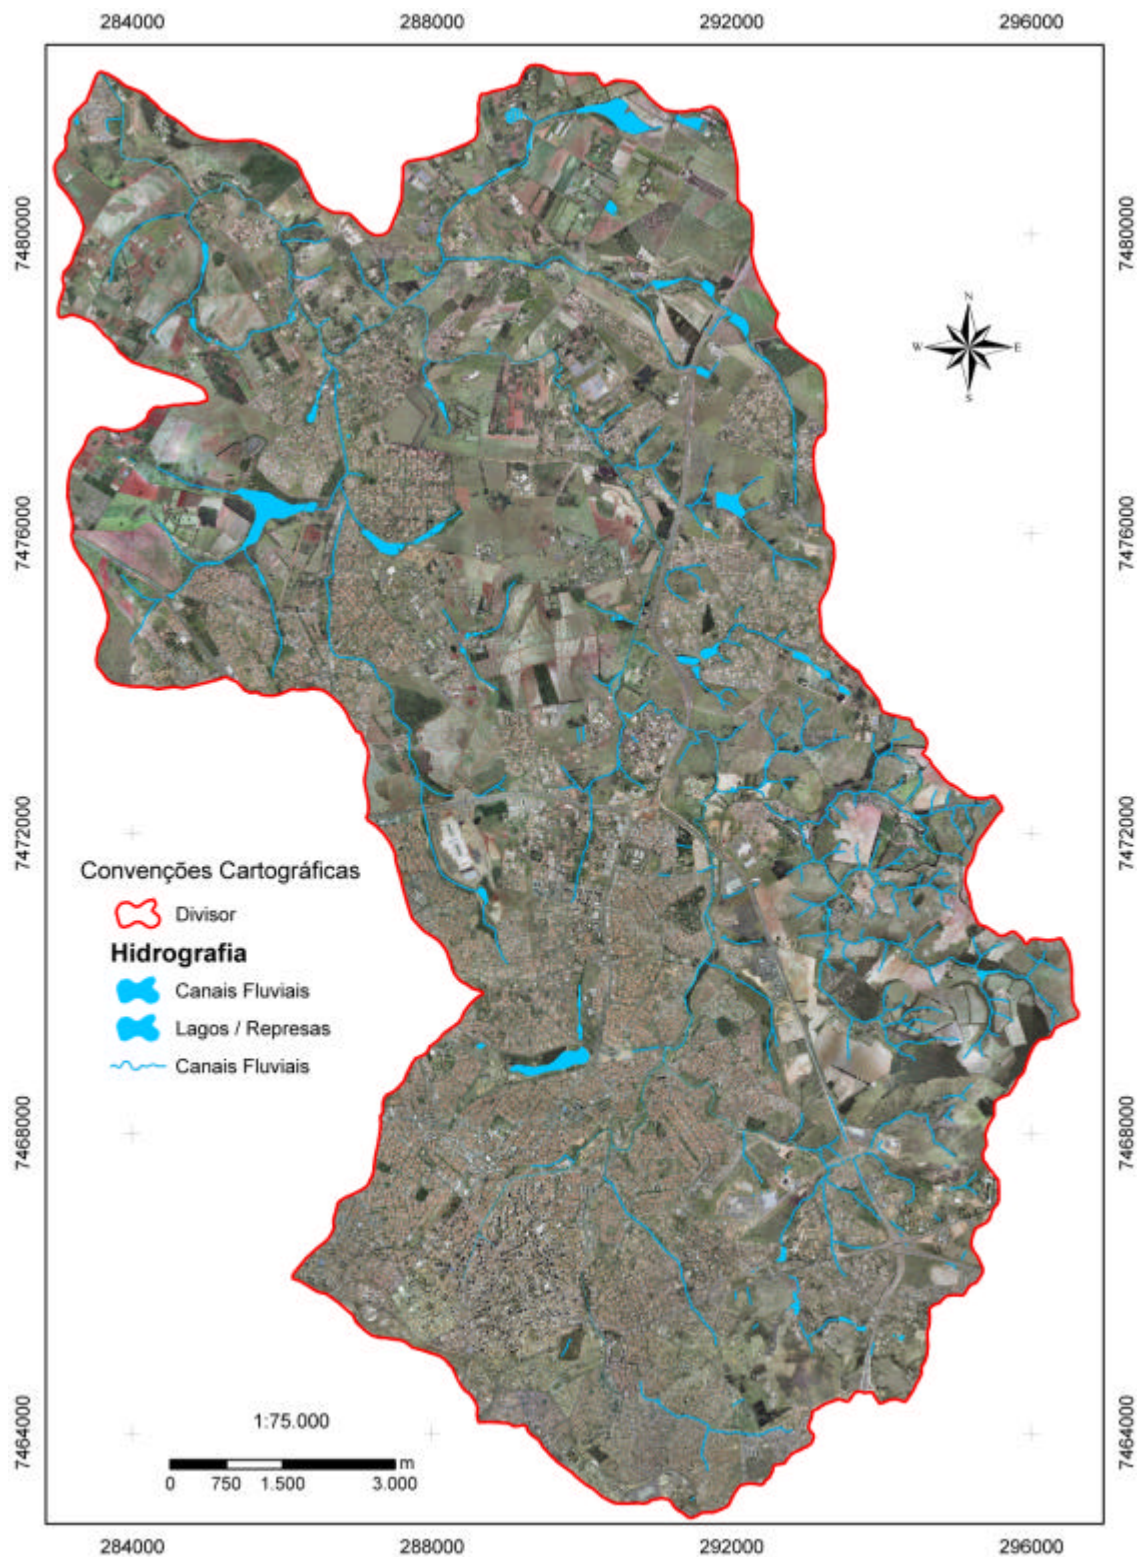 284000 288000 292000 296000
N
W E
S
7480000 7480000
7476000 7476000
7472000 7472000
Convenções Cartográficas
Divisor
Hidrografia
Canais Fluviais
Lagos / Represas
Canais Fluviais
7468000 7468000
7464000 7464000
1:75.000
m
0 750 1.500 3.000
284000 288000 292000 296000